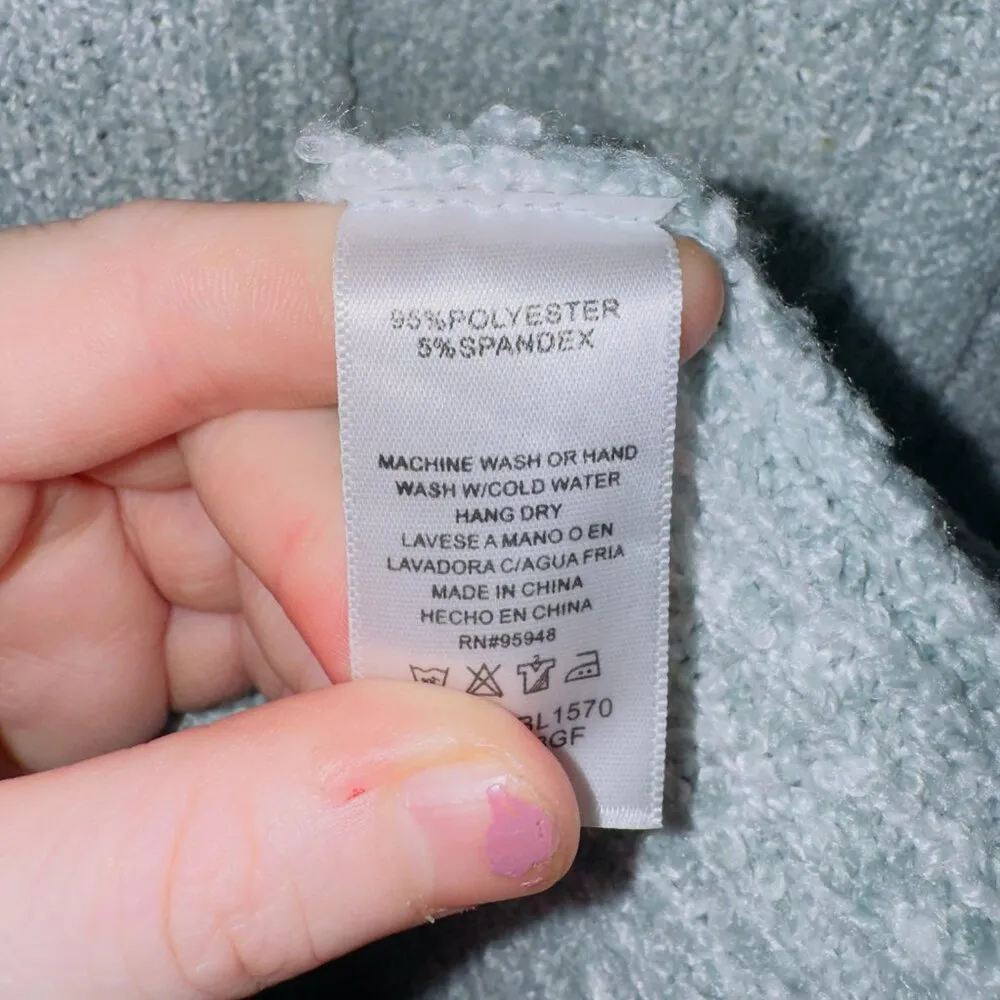 95%POLYESTER
5%SPANDEX
MACHINE WASH OR HAND
WASH W/COLD WATER
HANG DRY
LAVESE A MANO O EN
LAVADORA C/AGUA FRIA
MADE IN CHINA
HECHO EN CHINA
RN#95948